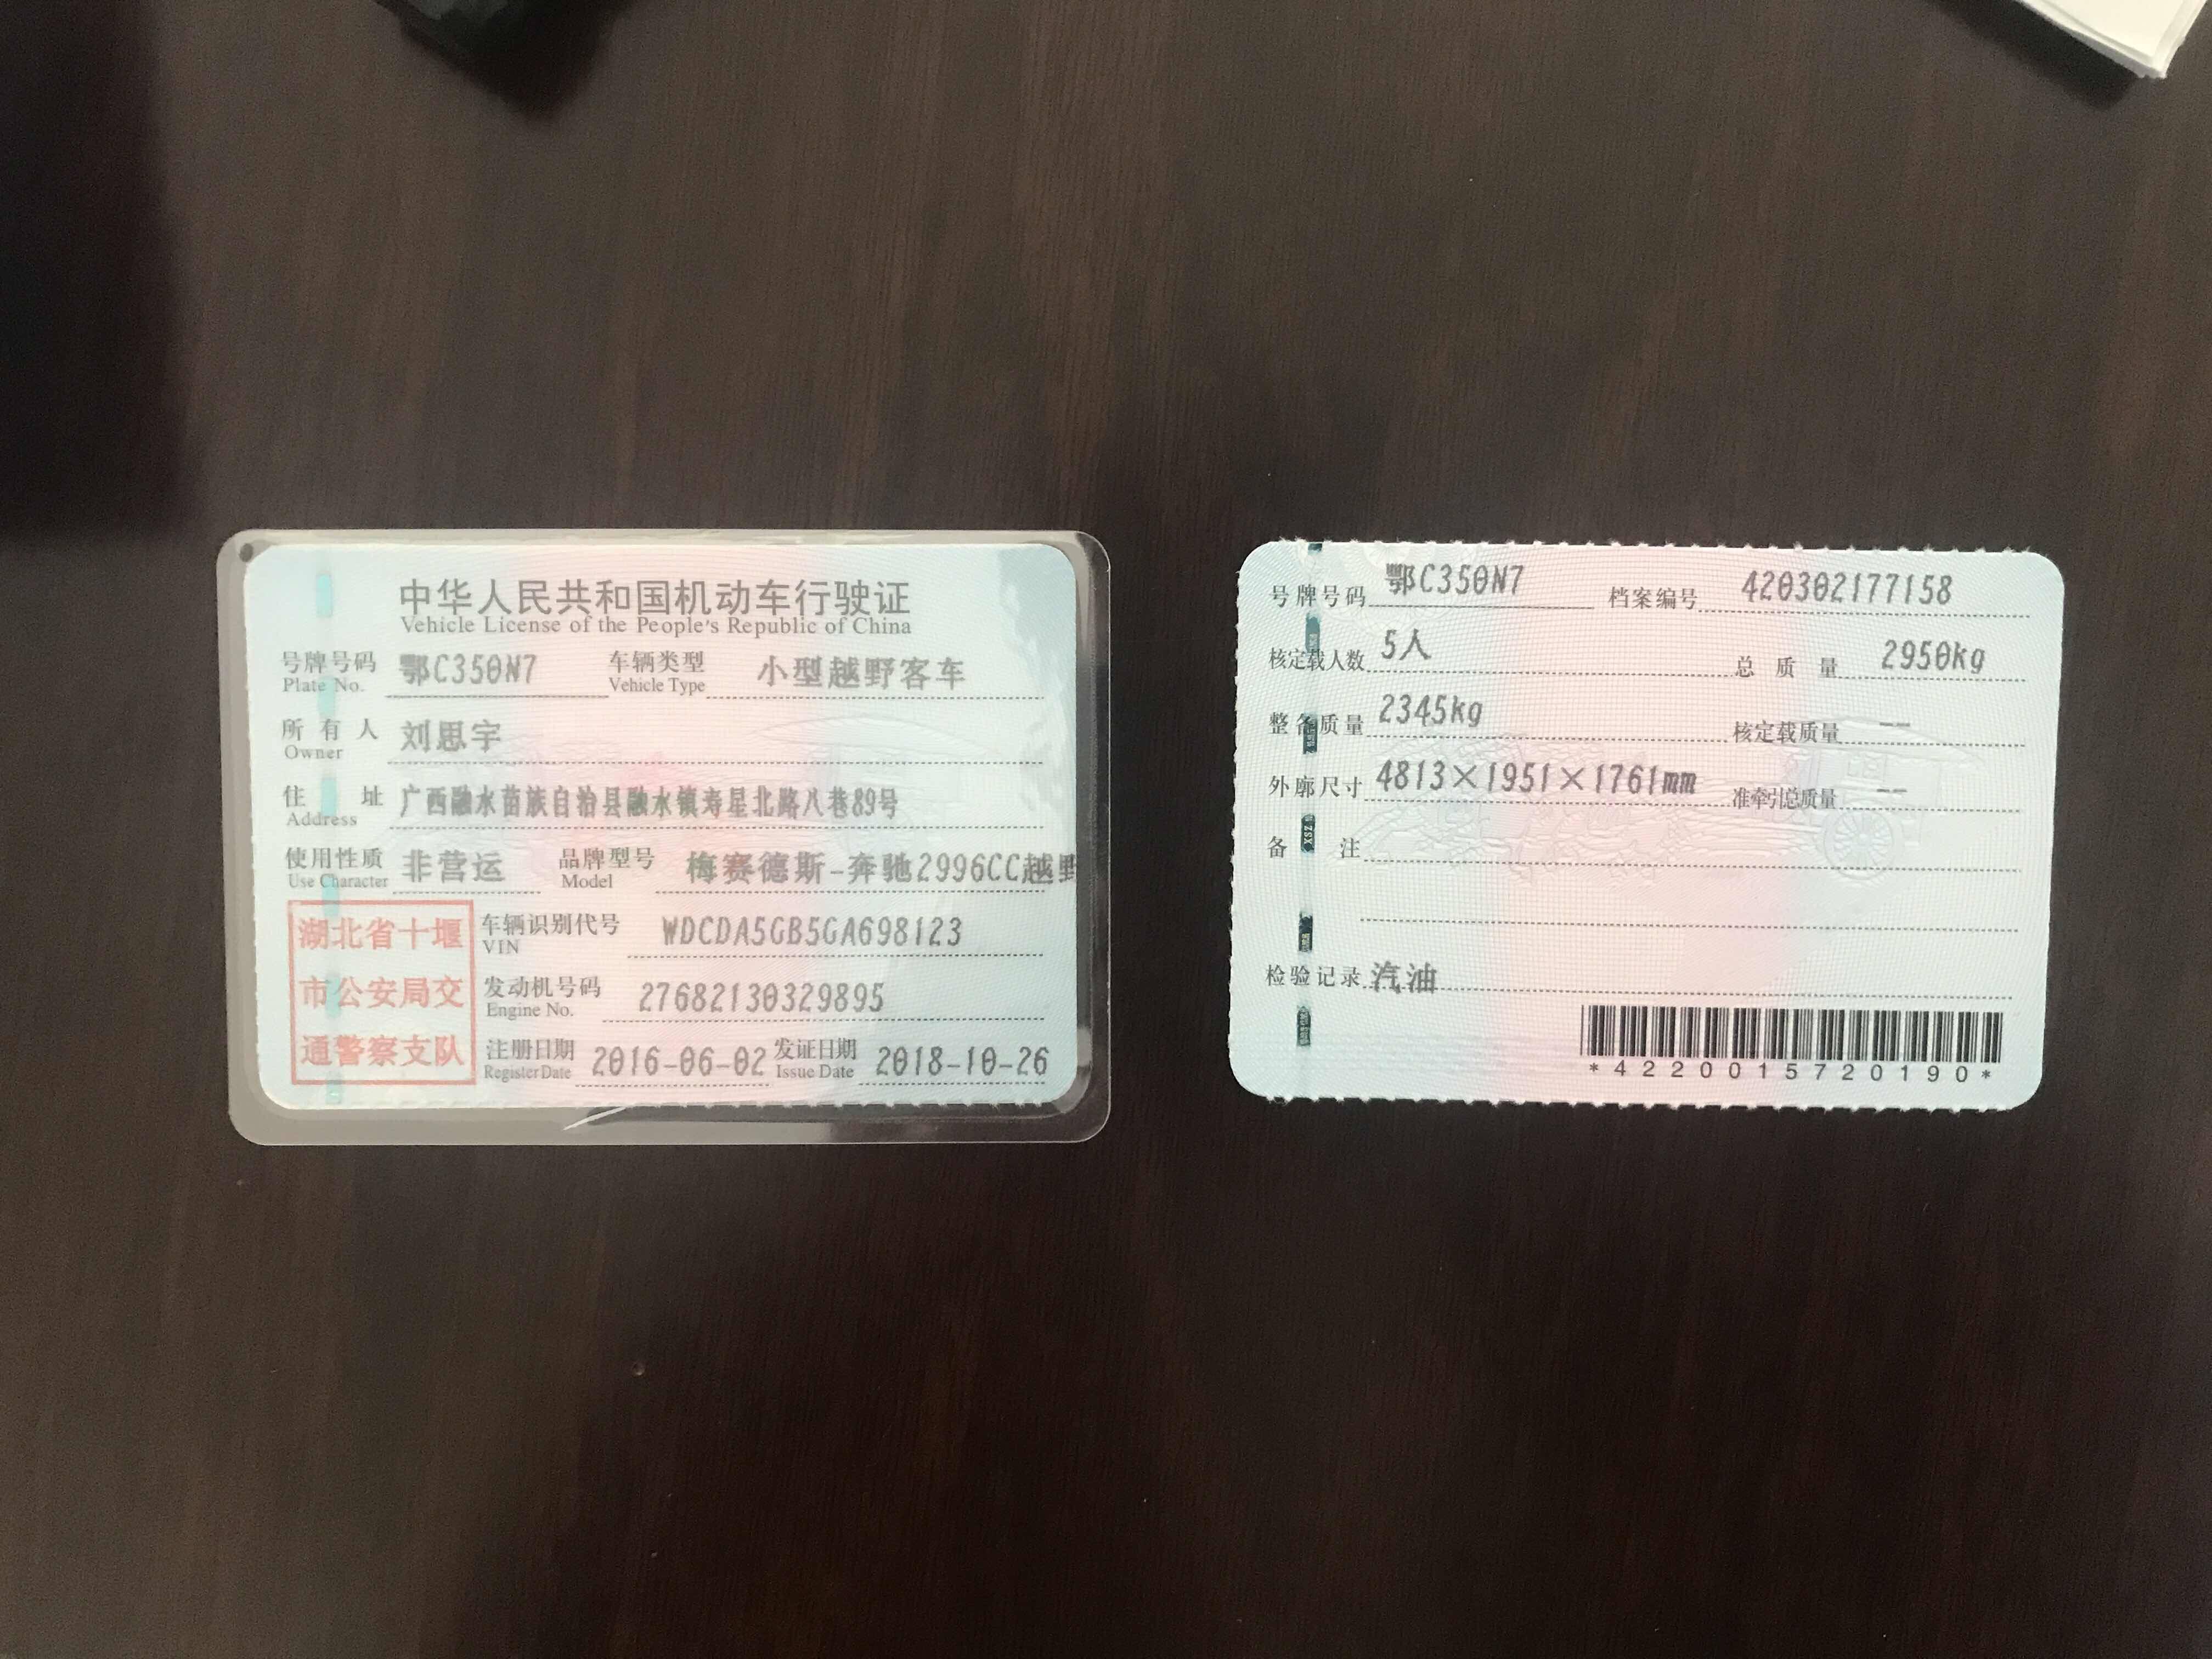 中华人民共和国机动车行驶证
Vehicle License of the People's Republic of China
号牌号码 鄂C350N7 车辆类型 小型越野客车
Plate No. Vehicle Type
所有人 刘思宇
Owner
住址 广西融水苗族自治县融水镇寿星北路八巷89号
Address
使用性质 非营运 品牌型号 梅赛德斯-奔驰2996CC越野
Use Character Model
湖北省十堰
市公安局交
通警察支队
车辆识别代号 WDCDA5GB5GA698123
VIN
发动机号码 27682130329895
Engine No.
注册日期 2016-06-02 发证日期 2018-10-26
Register Date Issue Date
号牌号码 鄂C350N7 档案编号 420302177158
核定载人数 5人 总质量 2950kg
整备质量 2345kg 核定载质量 --
外廓尺寸 4813×1951×1761mm 准牵引总质量 --
备注
检验记录 汽油
*4220015720190*